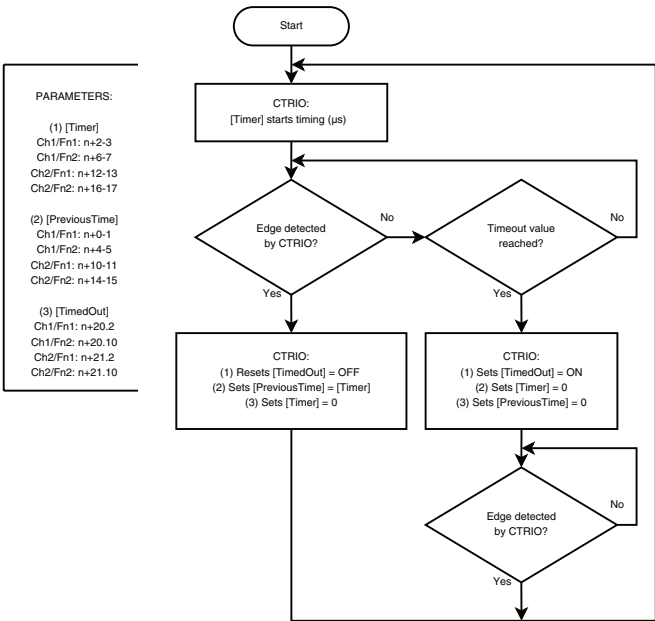 Start
PARAMETERS:
(1) [Timer]
Ch1/Fn1: n+2-3
Ch1/Fn2: n+6-7
Ch2/Fn1: n+12-13
Ch2/Fn2: n+16-17
(2) [PreviousTime]
Ch1/Fn1: n+0-1
Ch1/Fn2: n+4-5
Ch2/Fn1: n+10-11
Ch2/Fn2: n+14-15
(3) [TimedOut]
Ch1/Fn1: n+20.2
Ch1/Fn2: n+20.10
Ch2/Fn1: n+21.2
Ch2/Fn2: n+21.10
CTRIO:
[Timer] starts timing (µs)
Edge detected
by CTRIO?
No
Yes
Timeout value
reached?
No
Yes
CTRIO:
(1) Resets [TimedOut] = OFF
(2) Sets [PreviousTime] = [Timer]
(3) Sets [Timer] = 0
CTRIO:
(1) Sets [TimedOut] = ON
(2) Sets [Timer] = 0
(3) Sets [PreviousTime] = 0
Edge detected
by CTRIO?
No
Yes